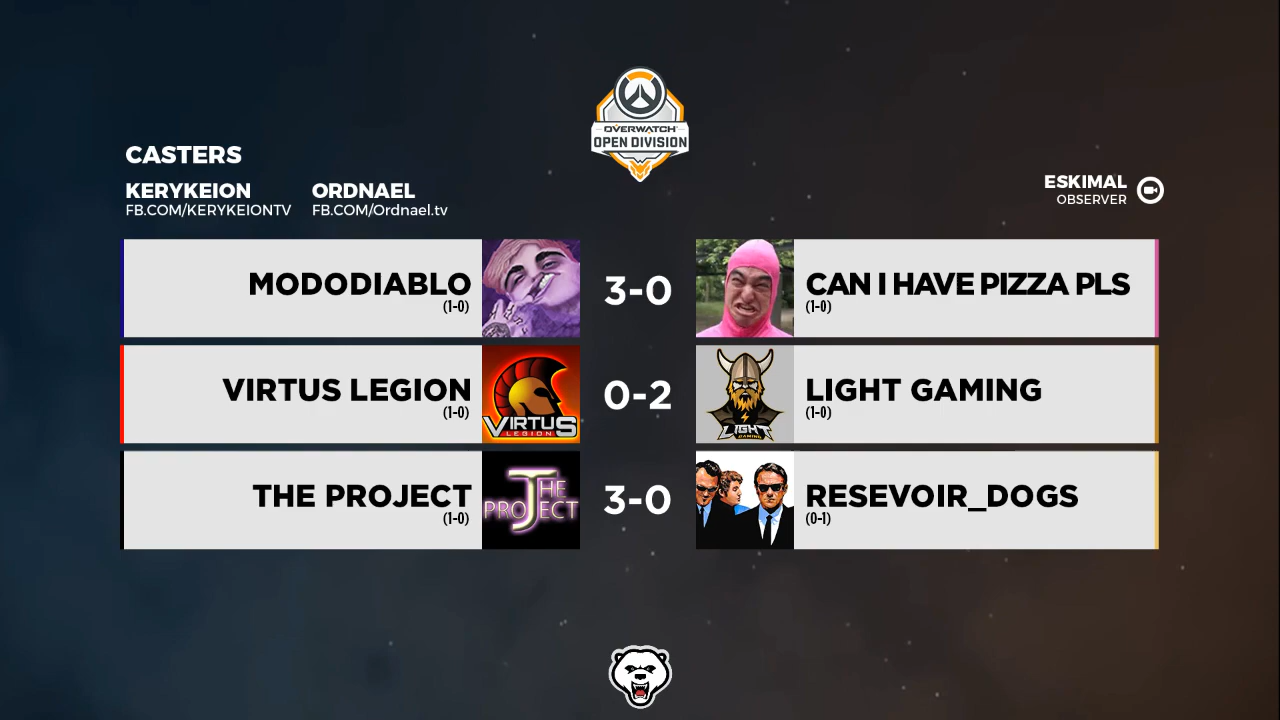 OVERWATCH
OPEN DIVISION
CASTERS
KERYKEION
FB.COM/KERYKEIONTV
ORDNAEL
FB.COM/Ordnael.tv
ESKIMAL
OBSERVER
MODODIABLO
(1-0)
3-0
CAN I HAVE PIZZA PLS
(1-0)
VIRTUS LEGION
(1-0)
VIRTUS
LEGION
0-2
LIGHT
GAMING
LIGHT GAMING
(1-0)
THE PROJECT
(1-0)
THE
PROJECT
3-0
RESEVOIR_DOGS
(0-1)